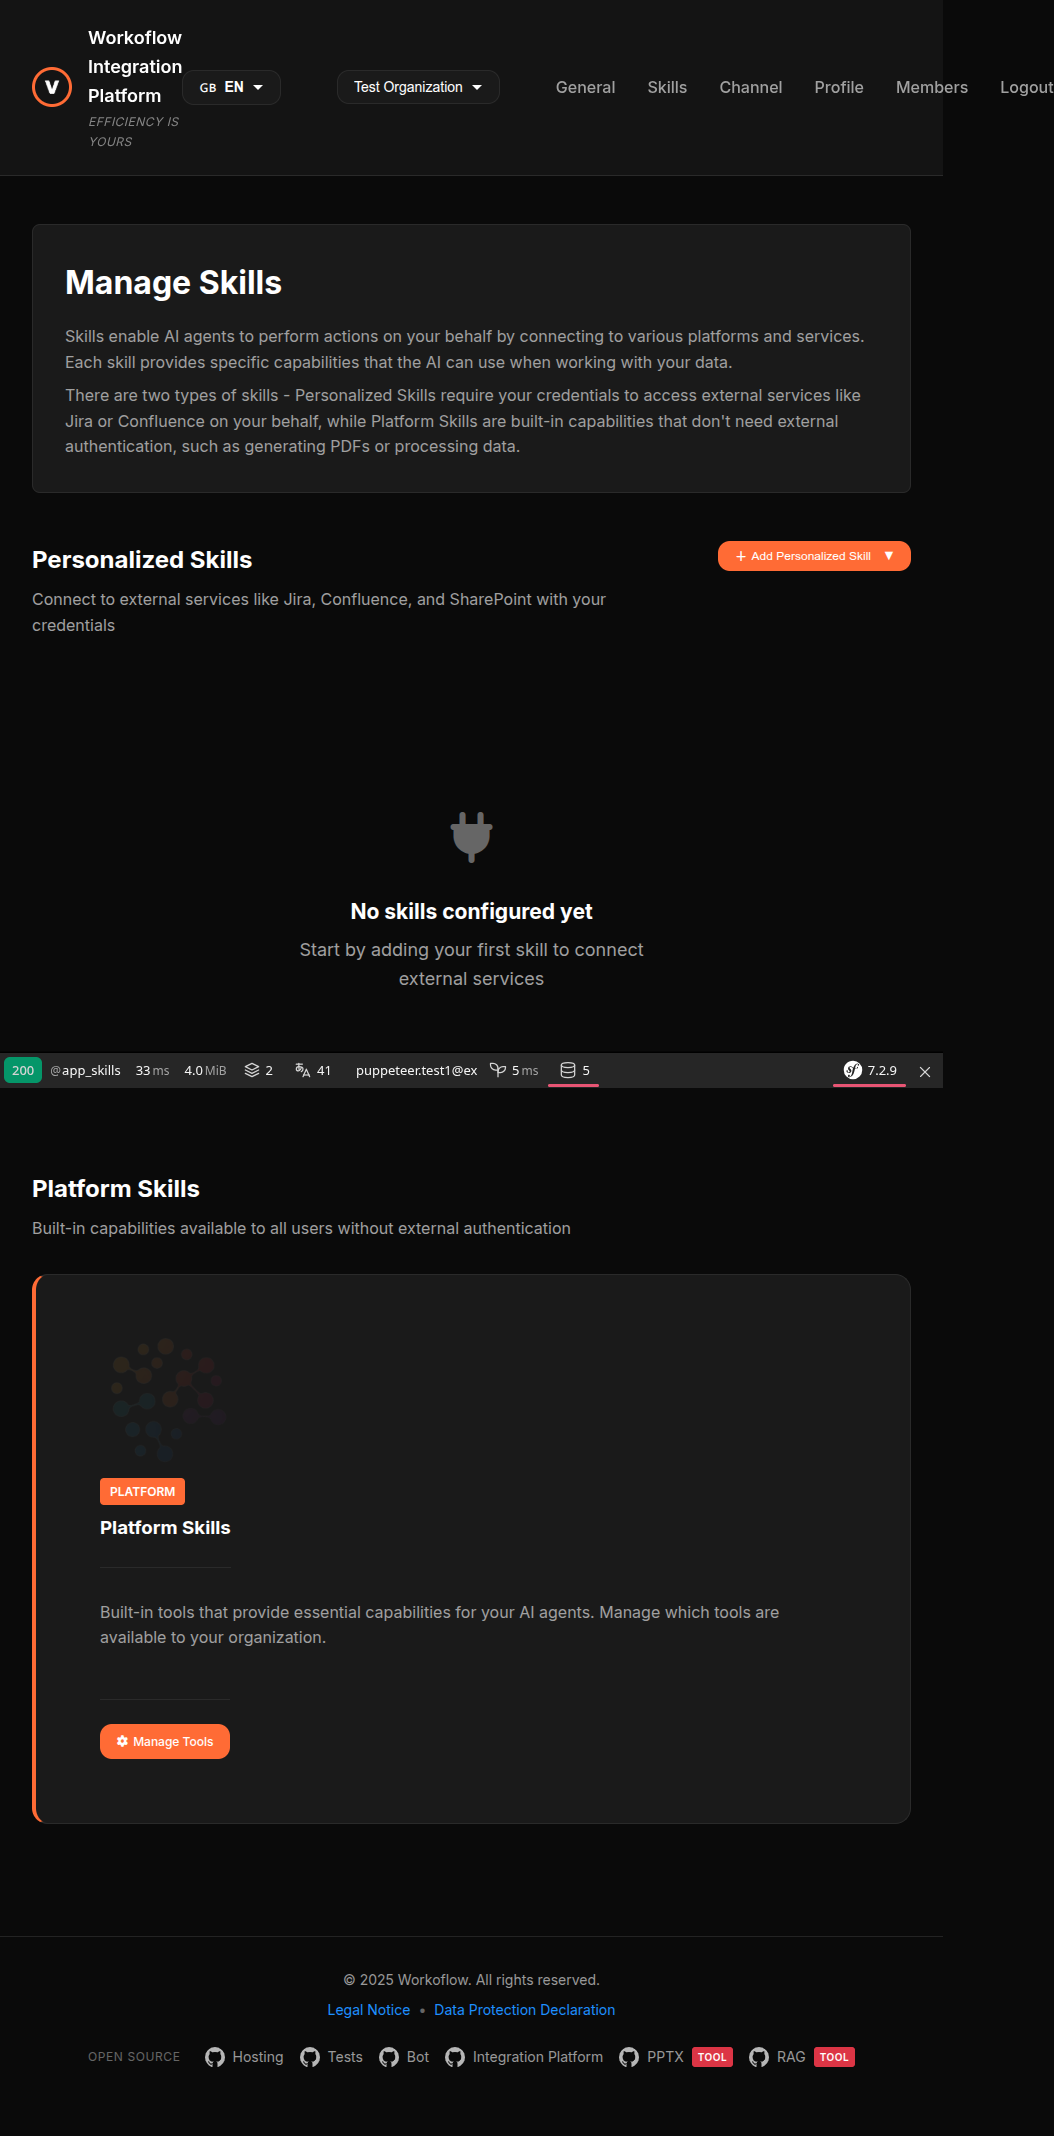 Workoflow
Integration
Platform
EFFICIENCY IS
YOURS
V
GB EN
Test Organization
General Skills Channel Profile Members Logout
Manage Skills
Skills enable AI agents to perform actions on your behalf by connecting to various platforms and services.
Each skill provides specific capabilities that the AI can use when working with your data.
There are two types of skills - Personalized Skills require your credentials to access external services like
Jira or Confluence on your behalf, while Platform Skills are built-in capabilities that don't need external
authentication, such as generating PDFs or processing data.
Personalized Skills
+ Add Personalized Skill ▼
Connect to external services like Jira, Confluence, and SharePoint with your
credentials
No skills configured yet
Start by adding your first skill to connect
external services
200 @app_skills 33 ms 4.0 MiB 2 41 puppeteer.test1@ex 5 ms 5 sf 7.2.9
Platform Skills
Built-in capabilities available to all users without external authentication
PLATFORM
Platform Skills
Built-in tools that provide essential capabilities for your AI agents. Manage which tools are
available to your organization.
Manage Tools
© 2025 Workoflow. All rights reserved.
Legal Notice • Data Protection Declaration
OPEN SOURCE Hosting Tests Bot Integration Platform PPTX TOOL RAG TOOL